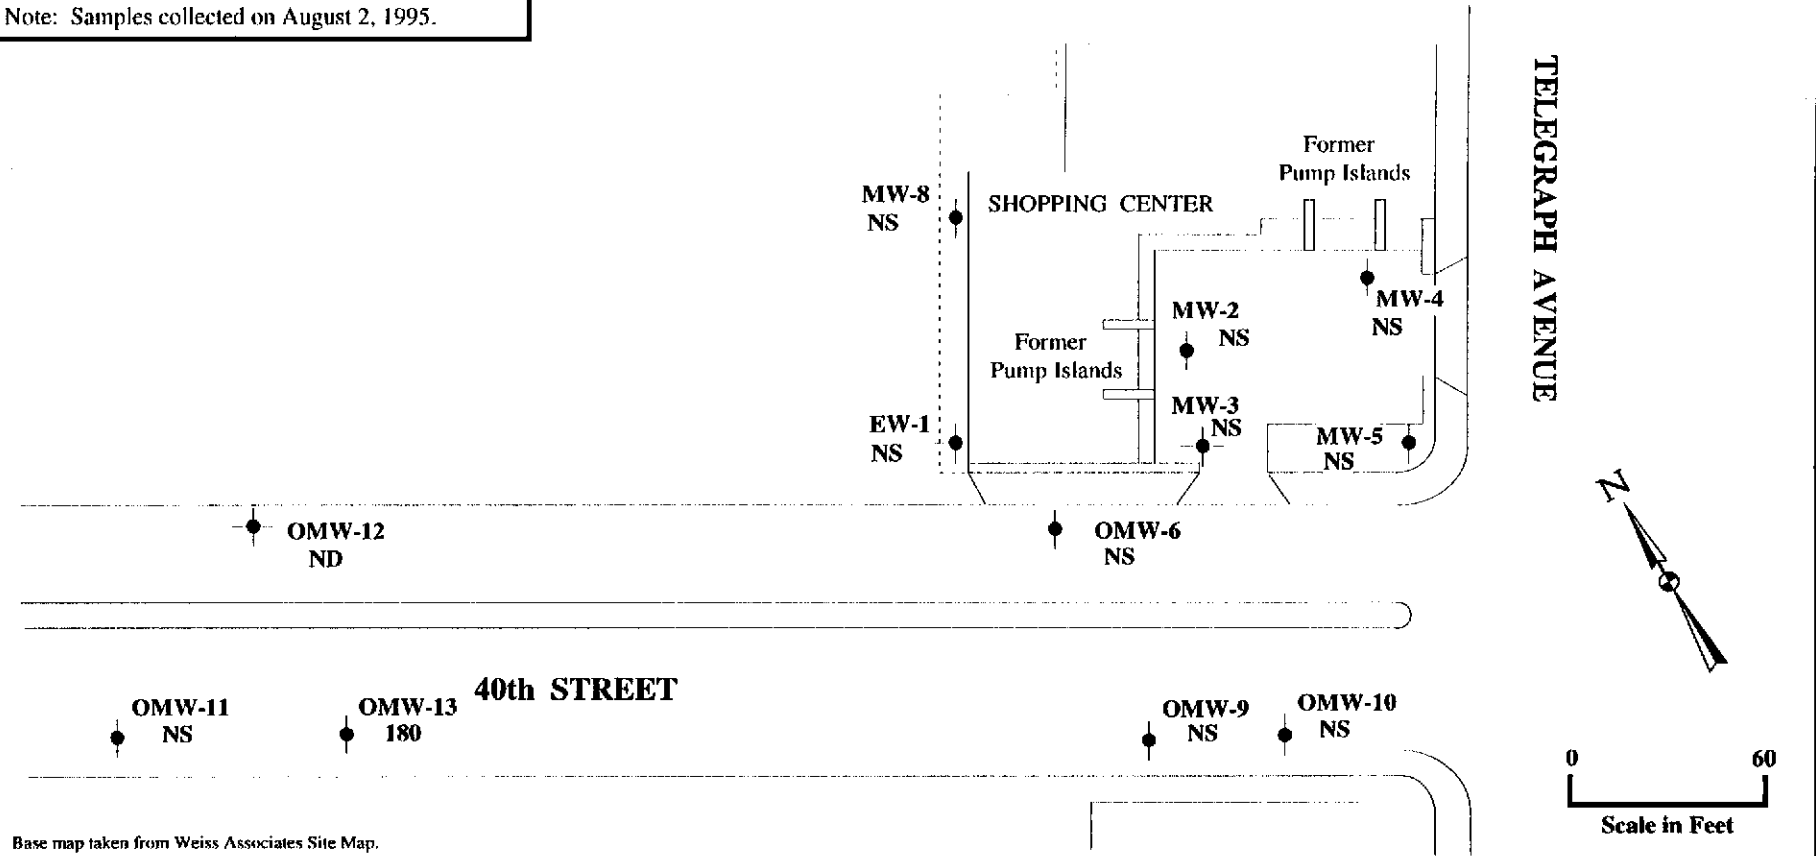 Note: Samples collected on August 2, 1995.
TELEGRAPH AVENUE
Former
Pump Islands
MW-8
NS
SHOPPING CENTER
MW-4
NS
MW-2
NS
Former
Pump Islands
MW-3
NS
EW-1
NS
MW-5
NS
N
OMW-12
ND
OMW-6
NS
40th STREET
OMW-11
NS
OMW-13
180
OMW-9
NS
OMW-10
NS
0 60
Scale in Feet
Base map taken from Weiss Associates Site Map.